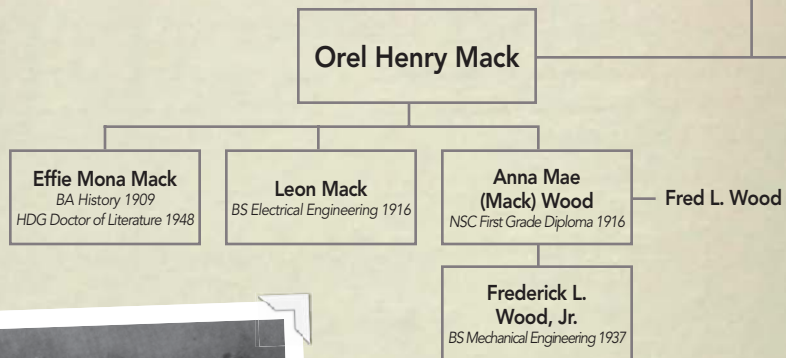 Orel Henry Mack
Effie Mona Mack
BA History 1909
HDG Doctor of Literature 1948
Leon Mack
BS Electrical Engineering 1916
Anna Mae
(Mack) Wood
NSC First Grade Diploma 1916
Fred L. Wood
Frederick L.
Wood, Jr.
BS Mechanical Engineering 1937